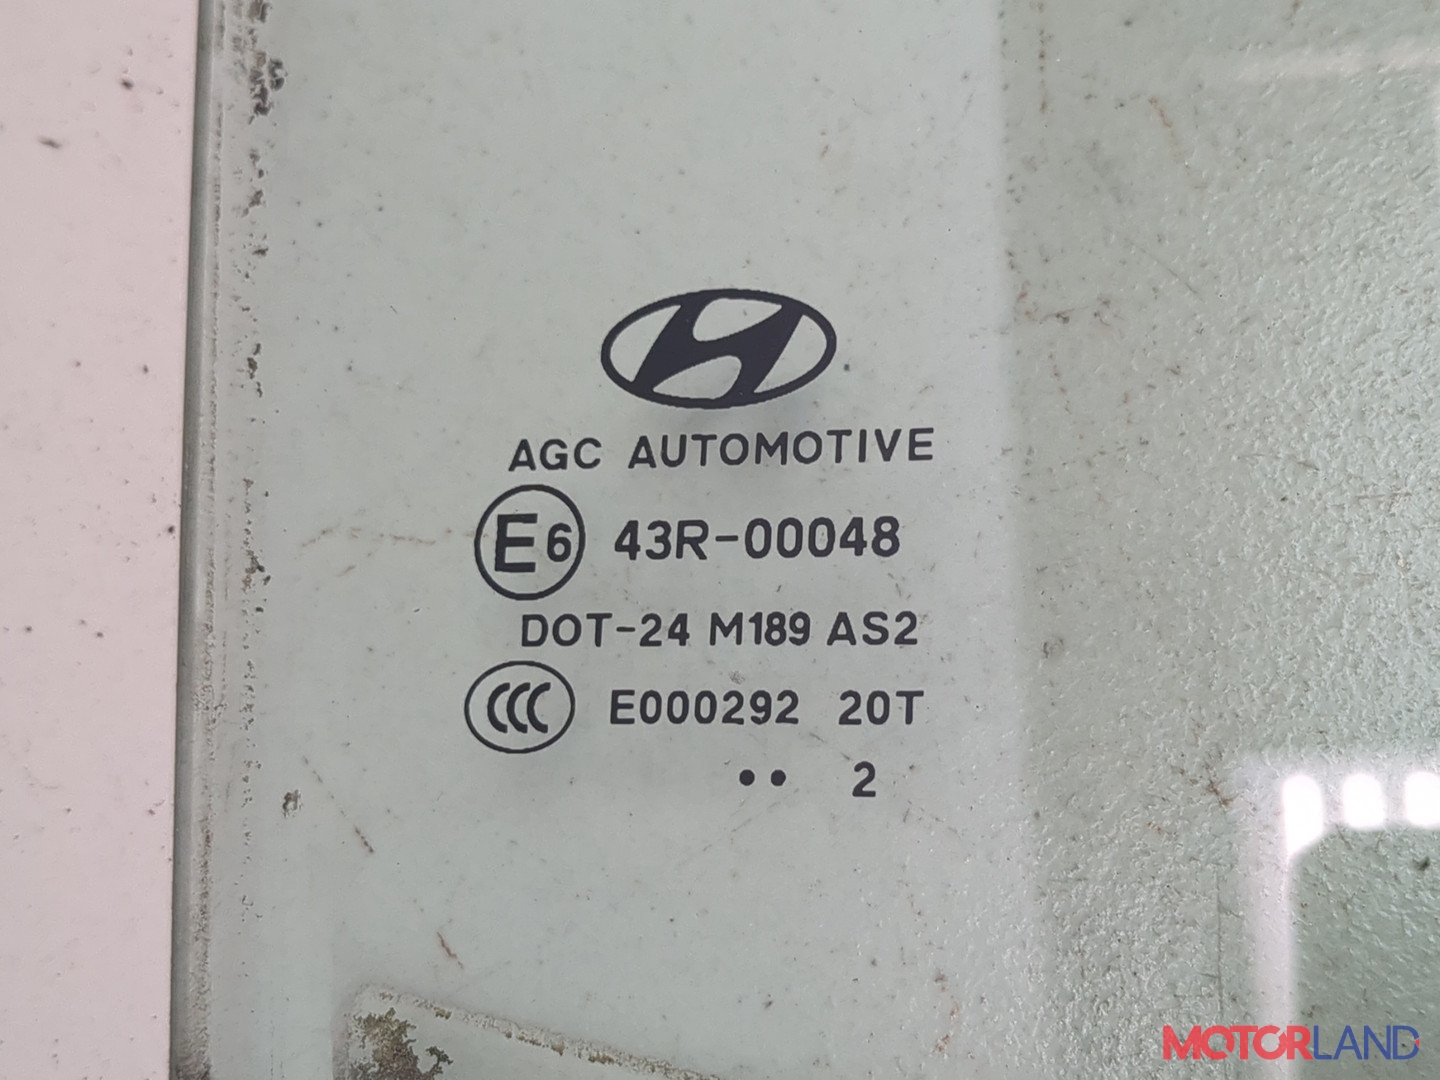 AGC AUTOMOTIVE
E6 43R-00048
DOT-24 M189 AS2
CCC E000292 20T
•• 2
MOTORLAND